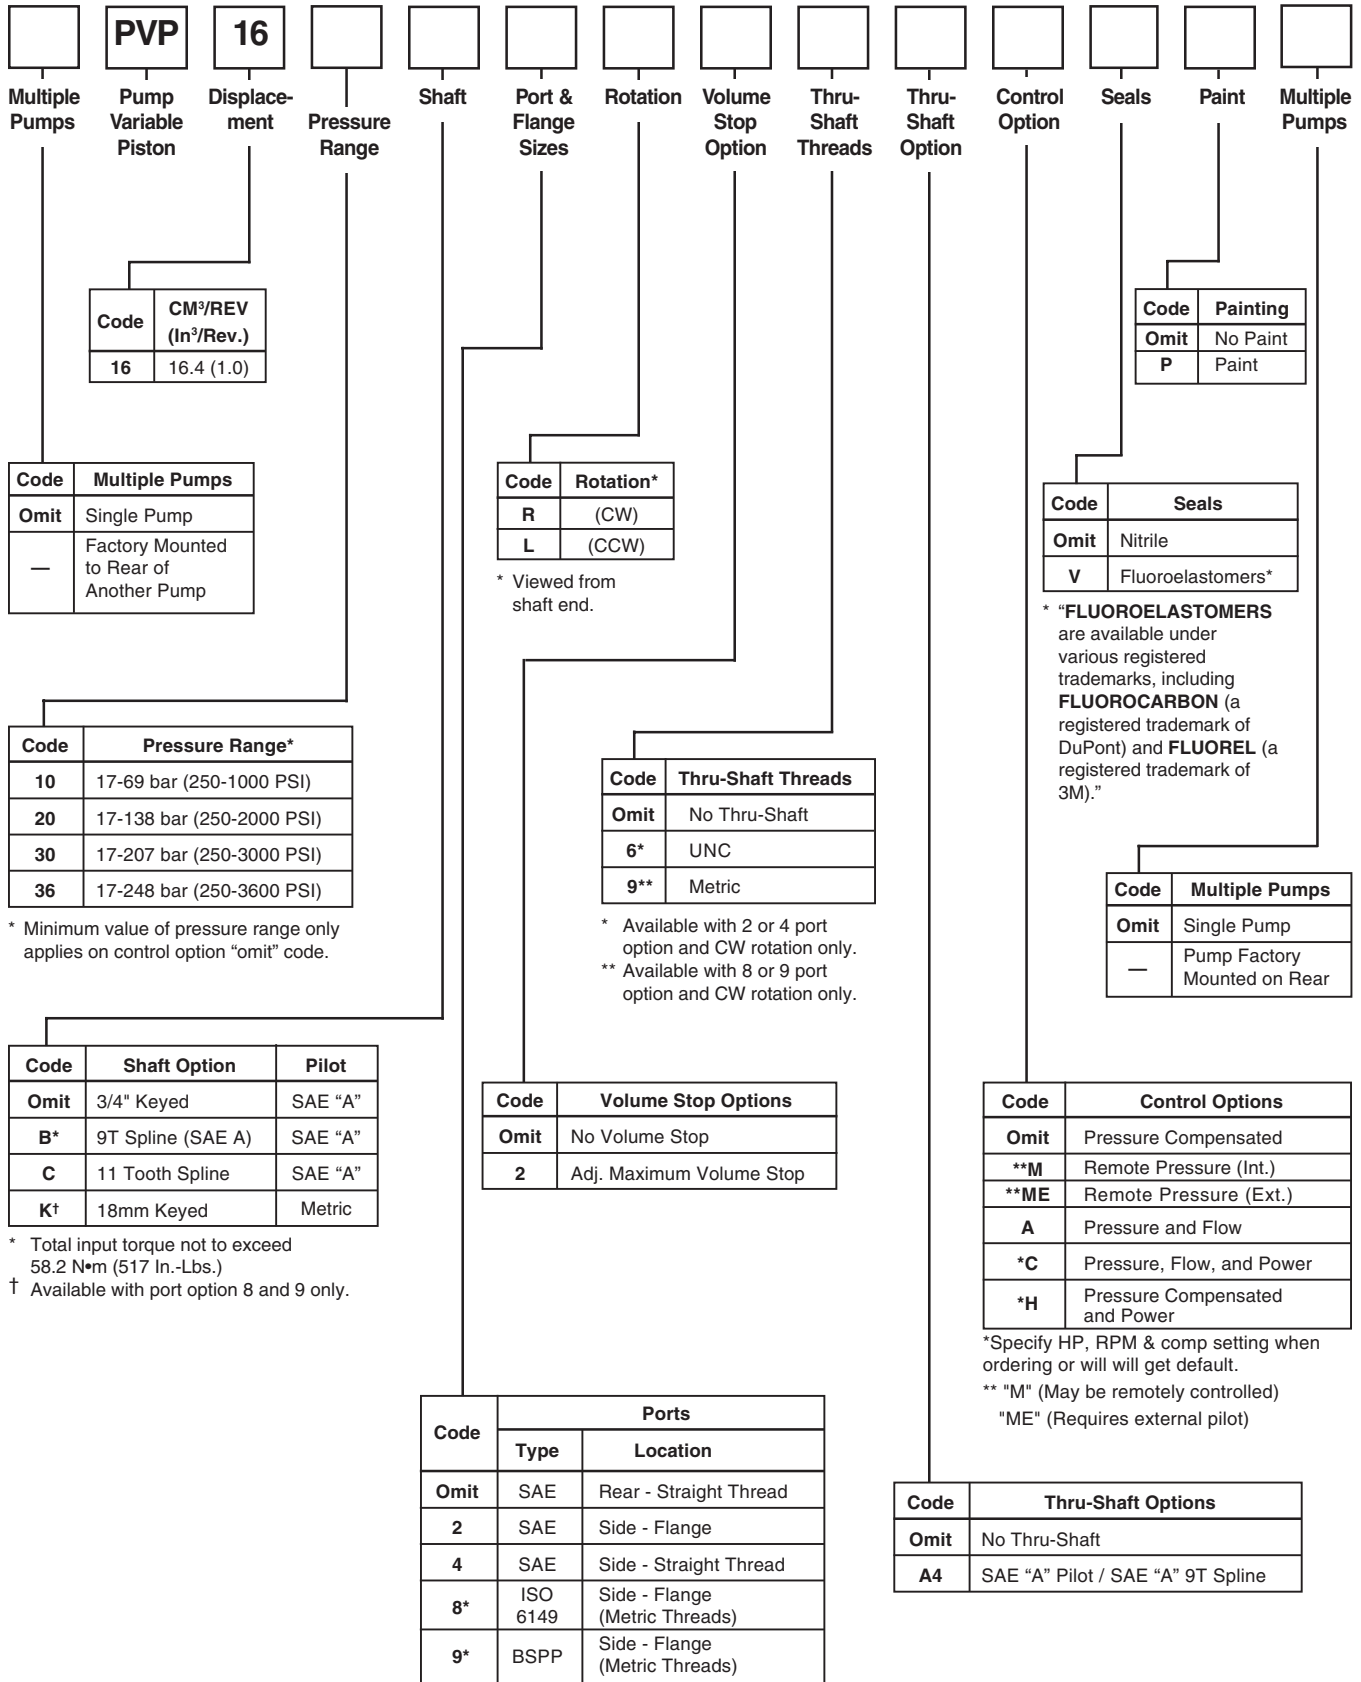 PVP 16
Multiple Pumps
Pump Variable Piston
Displace-ment
Pressure Range
Shaft
Port & Flange Sizes
Rotation
Volume Stop Option
Thru-Shaft Threads
Thru-Shaft Option
Control Option
Seals
Paint
Multiple Pumps
Code CM³/REV (In³/Rev.)
16 16.4 (1.0)
Code Painting
Omit No Paint
P Paint
Code Multiple Pumps
Omit Single Pump
— Factory Mounted
to Rear of
Another Pump
Code Rotation*
R (CW)
L (CCW)
* Viewed from
shaft end.
Code Seals
Omit Nitrile
V Fluoroelastomers*
* “FLUOROELASTOMERS
are available under
various registered
trademarks, including
FLUOROCARBON (a
registered trademark of
DuPont) and FLUOREL (a
registered trademark of
3M).”
Code Pressure Range*
10 17-69 bar (250-1000 PSI)
20 17-138 bar (250-2000 PSI)
30 17-207 bar (250-3000 PSI)
36 17-248 bar (250-3600 PSI)
* Minimum value of pressure range only
applies on control option “omit” code.
Code Thru-Shaft Threads
Omit No Thru-Shaft
6* UNC
9** Metric
* Available with 2 or 4 port
option and CW rotation only.
** Available with 8 or 9 port
option and CW rotation only.
Code Multiple Pumps
Omit Single Pump
— Pump Factory
Mounted on Rear
Code Shaft Option Pilot
Omit 3/4" Keyed SAE “A”
B* 9T Spline (SAE A) SAE “A”
C 11 Tooth Spline SAE “A”
K† 18mm Keyed Metric
* Total input torque not to exceed
58.2 N•m (517 In.-Lbs.)
† Available with port option 8 and 9 only.
Code Volume Stop Options
Omit No Volume Stop
2 Adj. Maximum Volume Stop
Code Control Options
Omit Pressure Compensated
**M Remote Pressure (Int.)
**ME Remote Pressure (Ext.)
A Pressure and Flow
*C Pressure, Flow, and Power
*H Pressure Compensated
and Power
*Specify HP, RPM & comp setting when
ordering or will will get default.
** "M" (May be remotely controlled)
"ME" (Requires external pilot)
Code Ports
Type Location
Omit SAE Rear - Straight Thread
2 SAE Side - Flange
4 SAE Side - Straight Thread
8* ISO 6149 Side - Flange
(Metric Threads)
9* BSPP Side - Flange
(Metric Threads)
Code Thru-Shaft Options
Omit No Thru-Shaft
A4 SAE “A” Pilot / SAE “A” 9T Spline